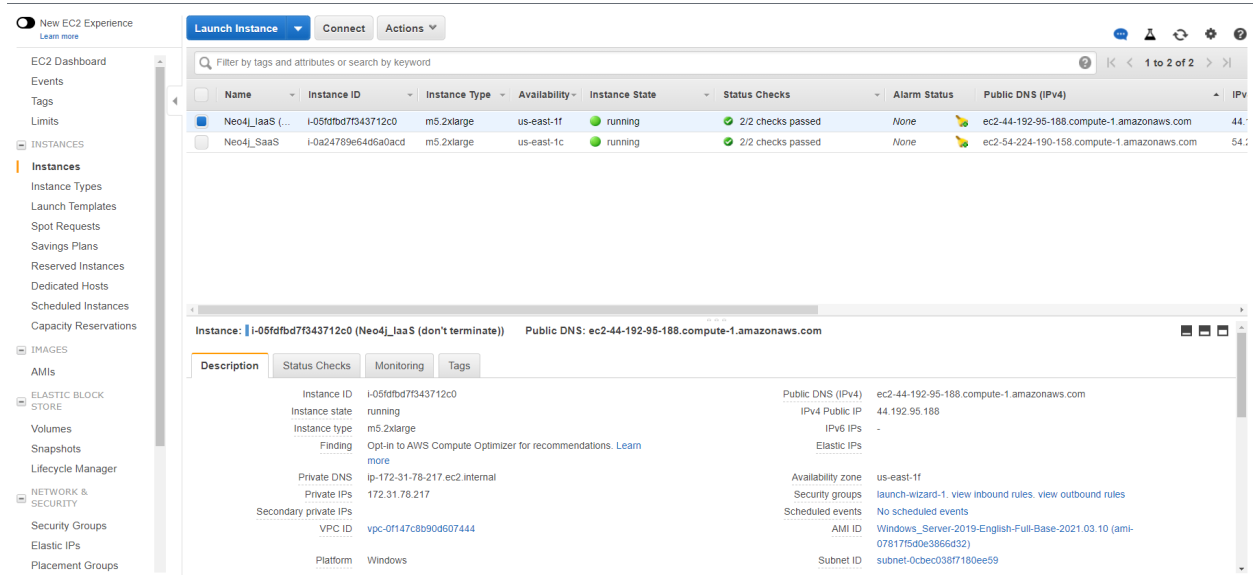 New EC2 Experience
Learn more
EC2 Dashboard
Events
Tags
Limits
INSTANCES
Instances
Instance Types
Launch Templates
Spot Requests
Savings Plans
Reserved Instances
Dedicated Hosts
Scheduled Instances
Capacity Reservations
IMAGES
AMIs
ELASTIC BLOCK
STORE
Volumes
Snapshots
Lifecycle Manager
NETWORK &
SECURITY
Security Groups
Elastic IPs
Placement Groups
Launch Instance Connect Actions
Filter by tags and attributes or search by keyword 1 to 2 of 2
Name Instance ID Instance Type Availability Instance State Status Checks Alarm Status Public DNS (IPv4) IPv
Neo4j_IaaS (... i-05fdfbd7f343712c0 m5.2xlarge us-east-1f running 2/2 checks passed None ec2-44-192-95-188.compute-1.amazonaws.com 44.
Neo4j_SaaS i-0a24789e64d6a0acd m5.2xlarge us-east-1c running 2/2 checks passed None ec2-54-224-190-158.compute-1.amazonaws.com 54.2
Instance: i-05fdfbd7f343712c0 (Neo4j_IaaS (don't terminate)) Public DNS: ec2-44-192-95-188.compute-1.amazonaws.com
Description Status Checks Monitoring Tags
Instance ID i-05fdfbd7f343712c0 Public DNS (IPv4) ec2-44-192-95-188.compute-1.amazonaws.com
Instance state running IPv4 Public IP 44.192.95.188
Instance type m5.2xlarge IPv6 IPs -
Finding Opt-in to AWS Compute Optimizer for recommendations. Learn Elastic IPs
more
Private DNS ip-172-31-78-217.ec2.internal Availability zone us-east-1f
Private IPs 172.31.78.217 Security groups launch-wizard-1. view inbound rules. view outbound rules
Secondary private IPs Scheduled events No scheduled events
VPC ID vpc-0f147c8b90d607444 AMI ID Windows_Server-2019-English-Full-Base-2021.03.10 (ami-
07817f5d0e3866d32)
Platform Windows Subnet ID subnet-0cbec038f7180ee59